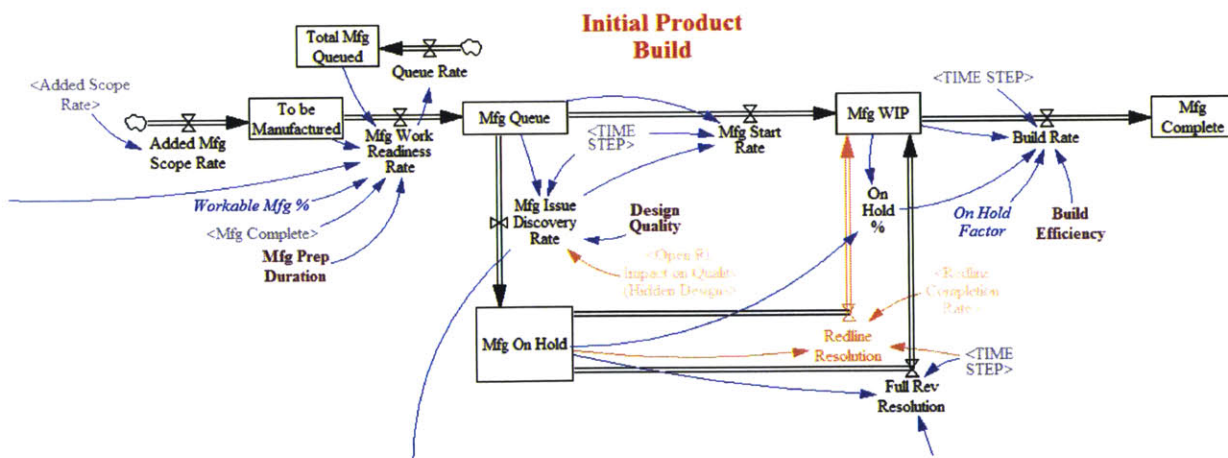 Initial Product
Build
Total Mfg
Queued
Queue Rate
<Added Scope
Rate>
Added Mfg
Scope Rate
To be
Manufactured
Mfg Work
Readiness
Rate
Workable Mfg %
<Mfg Complete>
Mfg Prep
Duration
Mfg Queue
<TIME
STEP>
Mfg Start
Rate
Mfg Issue
Discovery
Rate
Design
Quality
Impact on Quality
(Hidden Design)>
Mfg On Hold
Mfg WIP
On
Hold
%
<TIME STEP>
Build Rate
Mfg
Complete
On Hold
Factor
Build
Efficiency
<Redline
Completion
Rate>
Redline
Resolution
<TIME
STEP>
Full Rev
Resolution